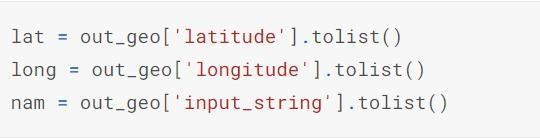 lat = out_geo['latitude'].tolist()
long = out_geo['longitude'].tolist()
nam = out_geo['input_string'].tolist()